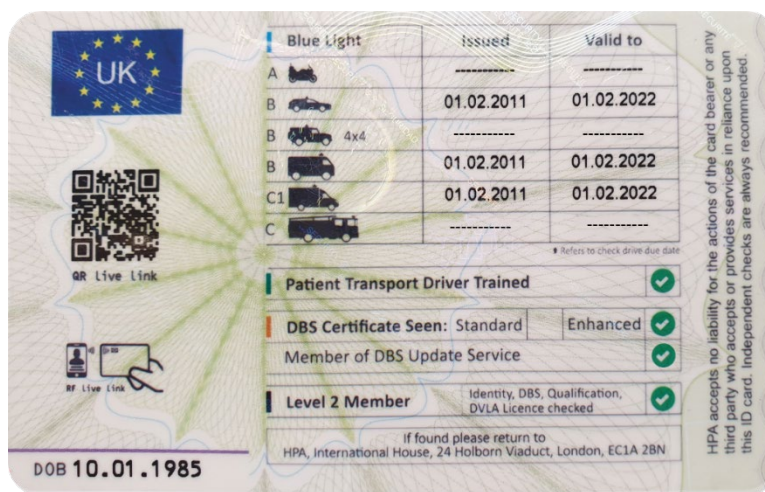 UK
QR Live link
RF Live link
DOB 10.01.1985
Blue Light Issued Valid to
A ----------- -----------
B 01.02.2011 01.02.2022
B 4x4 ----------- -----------
B 01.02.2011 01.02.2022
C1 01.02.2011 01.02.2022
C ----------- -----------
Refers to check drive due date
Patient Transport Driver Trained
DBS Certificate Seen: Standard Enhanced
Member of DBS Update Service
Level 2 Member Identity, DBS, Qualification,
DVLA Licence checked
If found please return to
HPA, International House, 24 Holborn Viaduct, London, EC1A 2BN
HPA accepts no liability for the actions of the card bearer or any
third party who accepts or provides services in reliance upon
this ID card. Independent checks are always recommended.